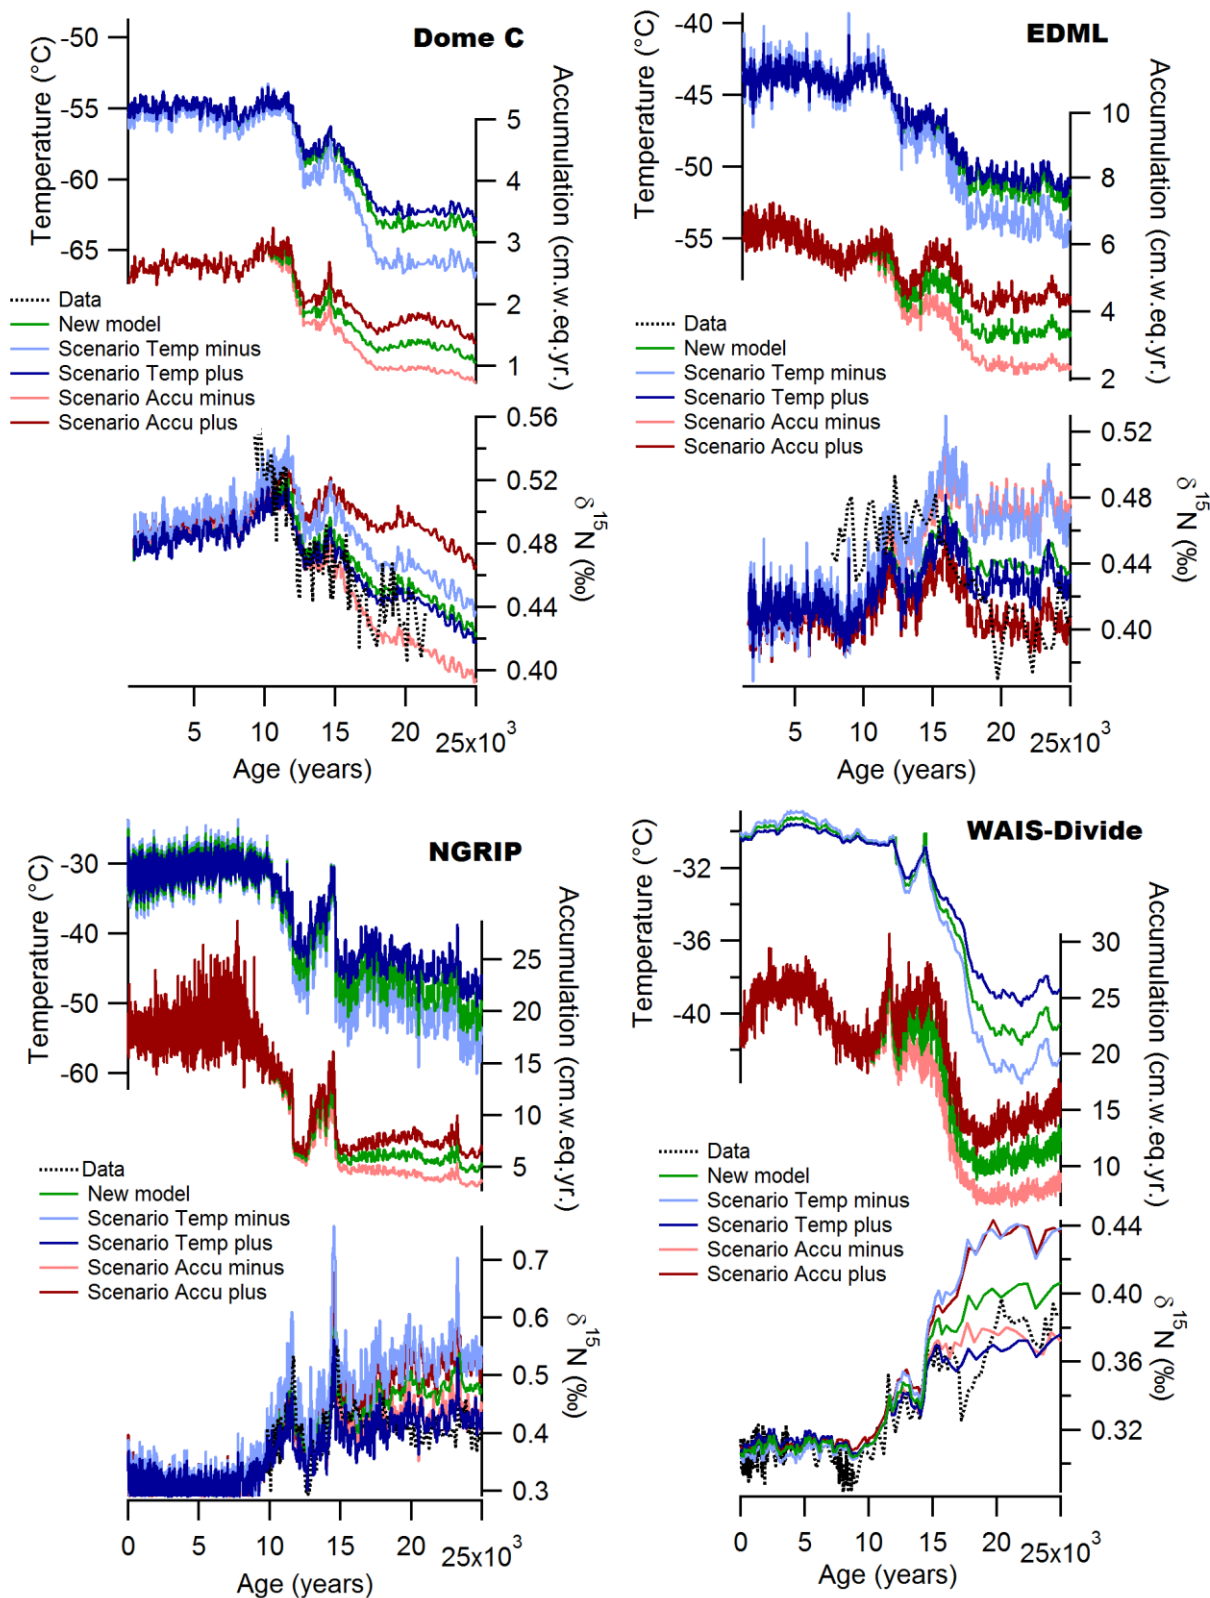 Dome C
Temperature (°C)
-50
-55
-60
-65
Accumulation (cm.w.eq.yr.)
5
4
3
2
1
Data
New model
Scenario Temp minus
Scenario Temp plus
Scenario Accu minus
Scenario Accu plus
0.56
0.52
0.48
0.44
0.40
δ15N (‰)
5 10 15 20 25x10³
Age (years)
EDML
Temperature (°C)
-40
-45
-50
-55
Accumulation (cm.w.eq.yr.)
10
8
6
4
2
Data
New model
Scenario Temp minus
Scenario Temp plus
Scenario Accu minus
Scenario Accu plus
0.52
0.48
0.44
0.40
δ15N (‰)
5 10 15 20 25x10³
Age (years)
NGRIP
Temperature (°C)
-30
-40
-50
-60
Accumulation (cm.w.eq.yr.)
25
20
15
10
5
Data
New model
Scenario Temp minus
Scenario Temp plus
Scenario Accu minus
Scenario Accu plus
0.7
0.6
0.5
0.4
0.3
δ15N (‰)
0 5 10 15 20 25x10³
Age (years)
WAIS-Divide
Temperature (°C)
-32
-36
-40
Accumulation (cm.w.eq.yr.)
30
25
20
15
10
Data
New model
Scenario Temp minus
Scenario Temp plus
Scenario Accu minus
Scenario Accu plus
0.44
0.40
0.36
0.32
δ15N (‰)
0 5 10 15 20 25x10³
Age (years)